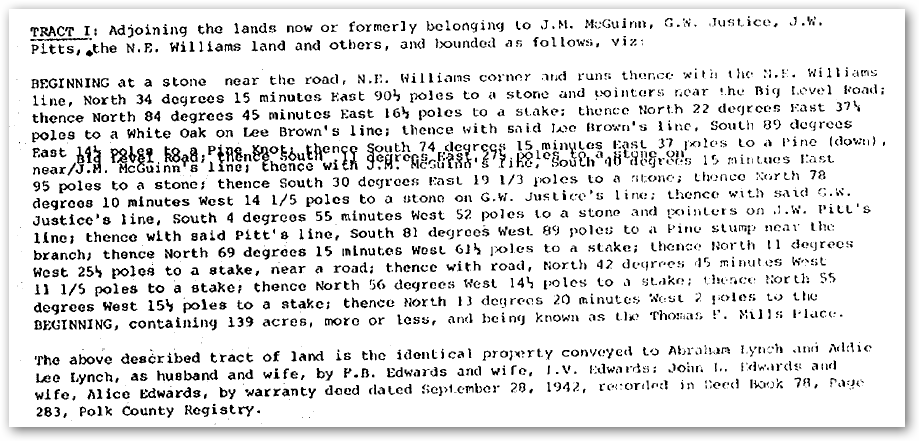 TRACT I: Adjoining the lands now or formerly belonging to J.M. McGuinn, G.W. Justice, J.W.
Pitts, the N.E. Williams land and others, and bounded as follows, viz:
BEGINNING at a stone near the road, N.E. Williams corner and runs thence with the N.E. Williams
line, North 34 degrees 15 minutes East 90½ poles to a stone and pointers near the Big Level Road;
thence North 84 degrees 45 minutes East 16½ poles to a stake; thence North 22 degrees East 37½
poles to a White Oak on Lee Brown's line; thence with said Lee Brown's line, South 89 degrees
East 14½ poles to a Pine Knot; thence South 74 degrees 15 minutes East 37 poles to a Pine (down),
Big Level Road; thence South 11 degrees East 27½ poles to a stone on
near/J.M. McGuinn's line; thence with J.M. McGuinn's line, South 40 degrees 15 mintues East
95 poles to a stone; thence South 30 degrees East 19 1/3 poles to a stone; thence North 78
degrees 10 minutes West 14 1/5 poles to a stone on G.W. Justice's line; thence with said G.W.
Justice's line, South 4 degrees 55 minutes West 52 poles to a stone and pointers on J.W. Pitt's
line; thence with said Pitt's line, South 81 degrees West 89 poles to a Pine stump near the
branch; thence North 69 degrees 15 minutes West 61½ poles to a stake; thence North 11 degrees
West 25½ poles to a stake, near a road; thence with road, North 42 degrees 45 minutes West
11 1/5 poles to a stake; thence North 56 degrees West 14½ poles to a stake; thence North 55
degrees West 15½ poles to a stake; thence North 13 degrees 20 minutes West 2 poles to the
BEGINNING, containing 139 acres, more or less, and being known as the Thomas F. Mills Place.
The above described tract of land is the identical property conveyed to Abraham Lynch and Addie
Lee Lynch, as husband and wife, by P.B. Edwards and wife, I.V. Edwards; John L. Edwards and
wife, Alice Edwards, by warranty deed dated September 28, 1942, recorded in Deed Book 78, Page
283, Polk County Registry.